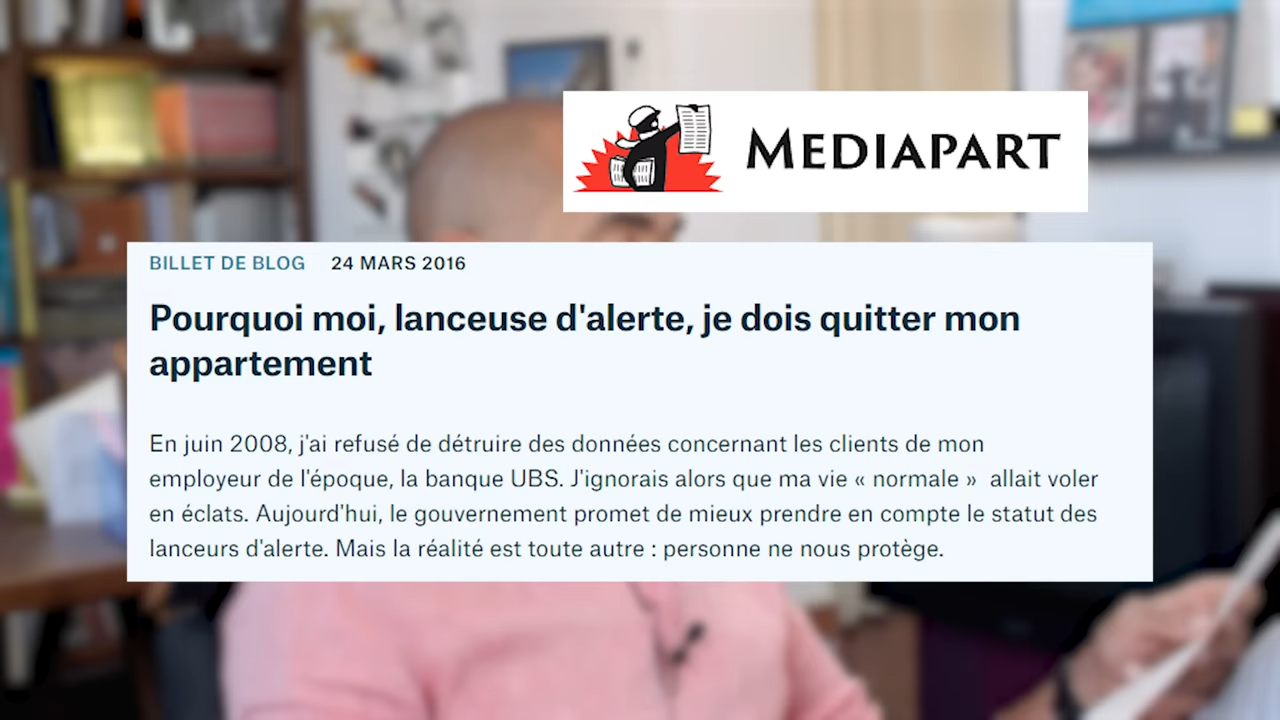 MEDIAPART
BILLET DE BLOG 24 MARS 2016
Pourquoi moi, lanceuse d'alerte, je dois quitter mon
appartement
En juin 2008, j'ai refusé de détruire des données concernant les clients de mon
employeur de l'époque, la banque UBS. J'ignorais alors que ma vie « normale »  allait voler
en éclats. Aujourd'hui, le gouvernement promet de mieux prendre en compte le statut des
lanceurs d'alerte. Mais la réalité est toute autre : personne ne nous protège.